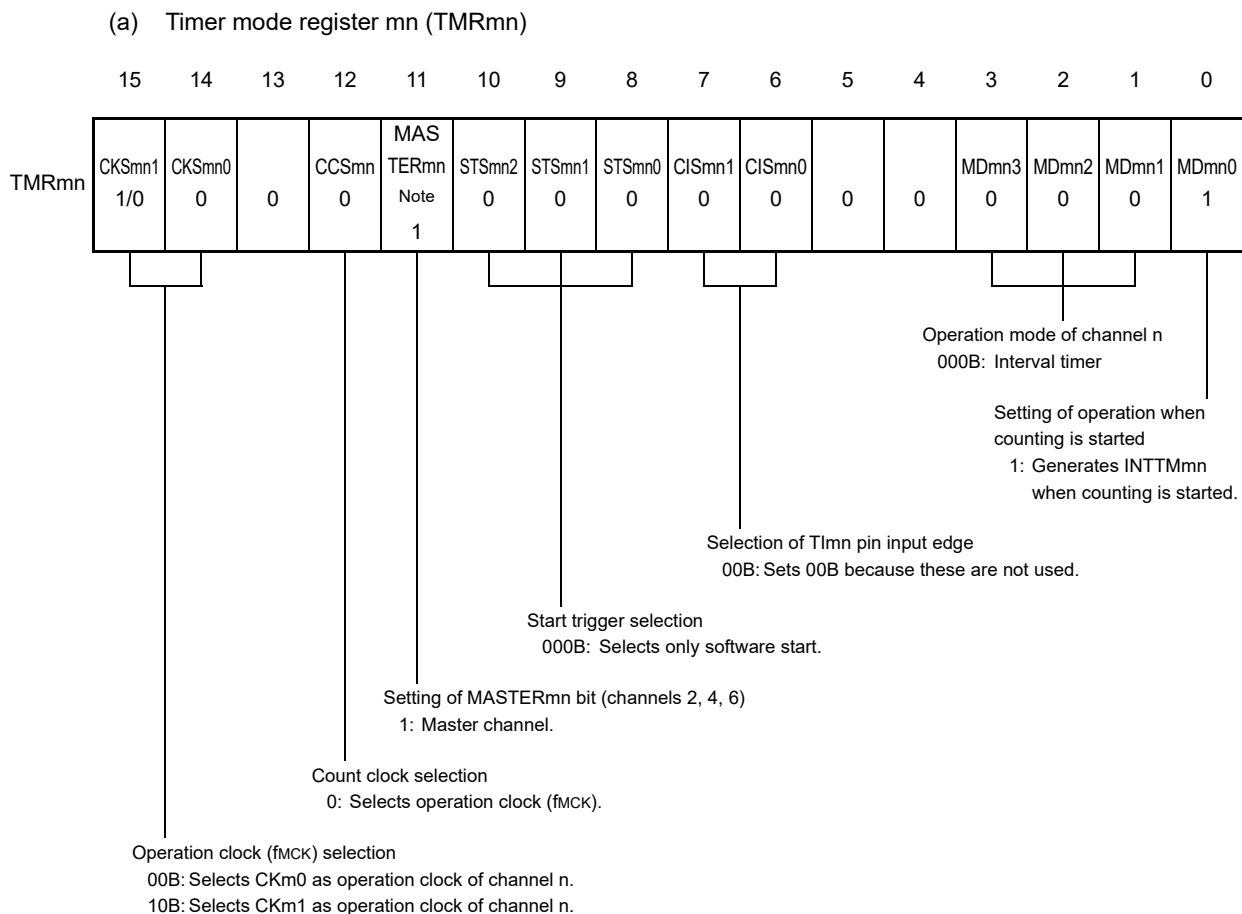 (a) Timer mode register mn (TMRmn)
15 14 13 12 11 10 9 8 7 6 5 4 3 2 1 0
TMRmn
CKSmn1
1/0
CKSmn0
0
0
CCSmn
0
MAS
TERmn
Note
1
STSmn2
0
STSmn1
0
STSmn0
0
CISmn1
0
CISmn0
0
0
0
MDmn3
0
MDmn2
0
MDmn1
0
MDmn0
1
Operation mode of channel n
000B: Interval timer
Setting of operation when
counting is started
1: Generates INTTMmn
when counting is started.
Selection of TImn pin input edge
00B: Sets 00B because these are not used.
Start trigger selection
000B: Selects only software start.
Setting of MASTERmn bit (channels 2, 4, 6)
1: Master channel.
Count clock selection
0: Selects operation clock (fMCK).
Operation clock (fMCK) selection
00B: Selects CKm0 as operation clock of channel n.
10B: Selects CKm1 as operation clock of channel n.